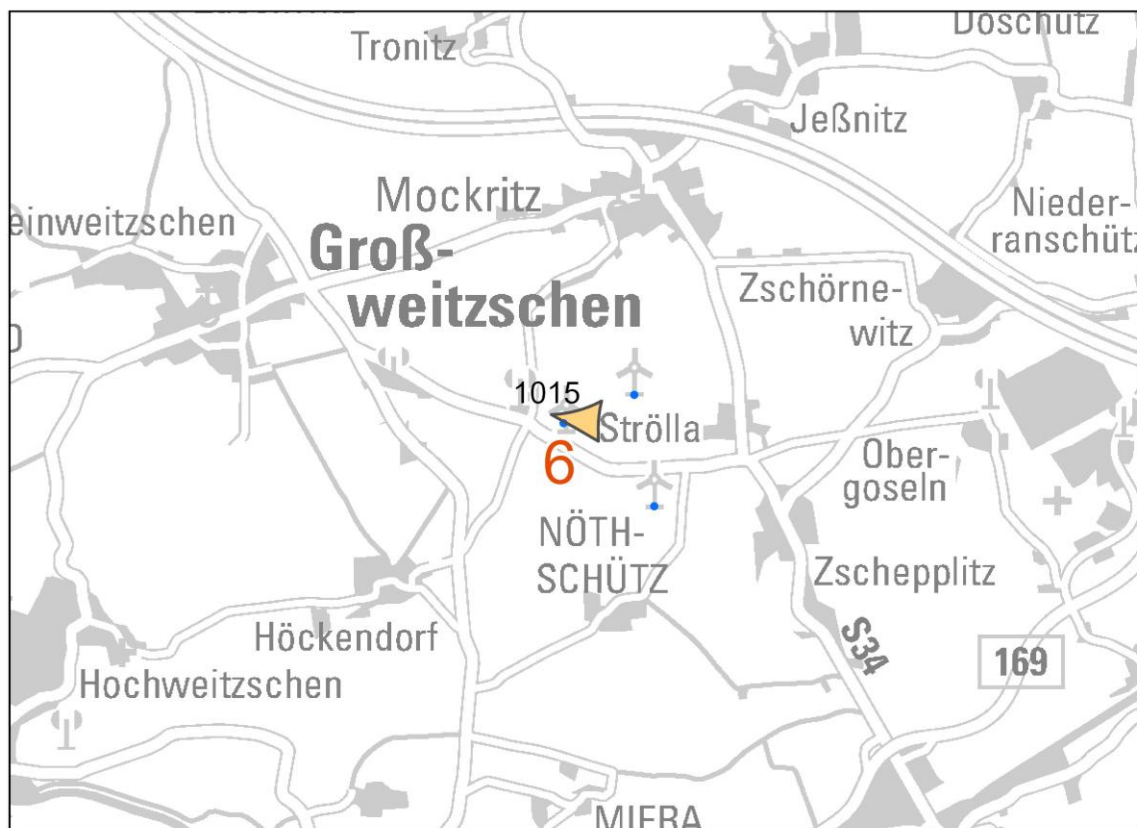 Tronitz
Doschütz
Jeßnitz
Mockritz
einweitzschen
Nieder-
ranschütz
Groß-
weitzschen
Zschörne-
witz
1015
Strölla
6
Ober-
goseln
NÖTH-
SCHÜTZ
Zschepplitz
Höckendorf
S34
169
Hochweitzschen
MIERA